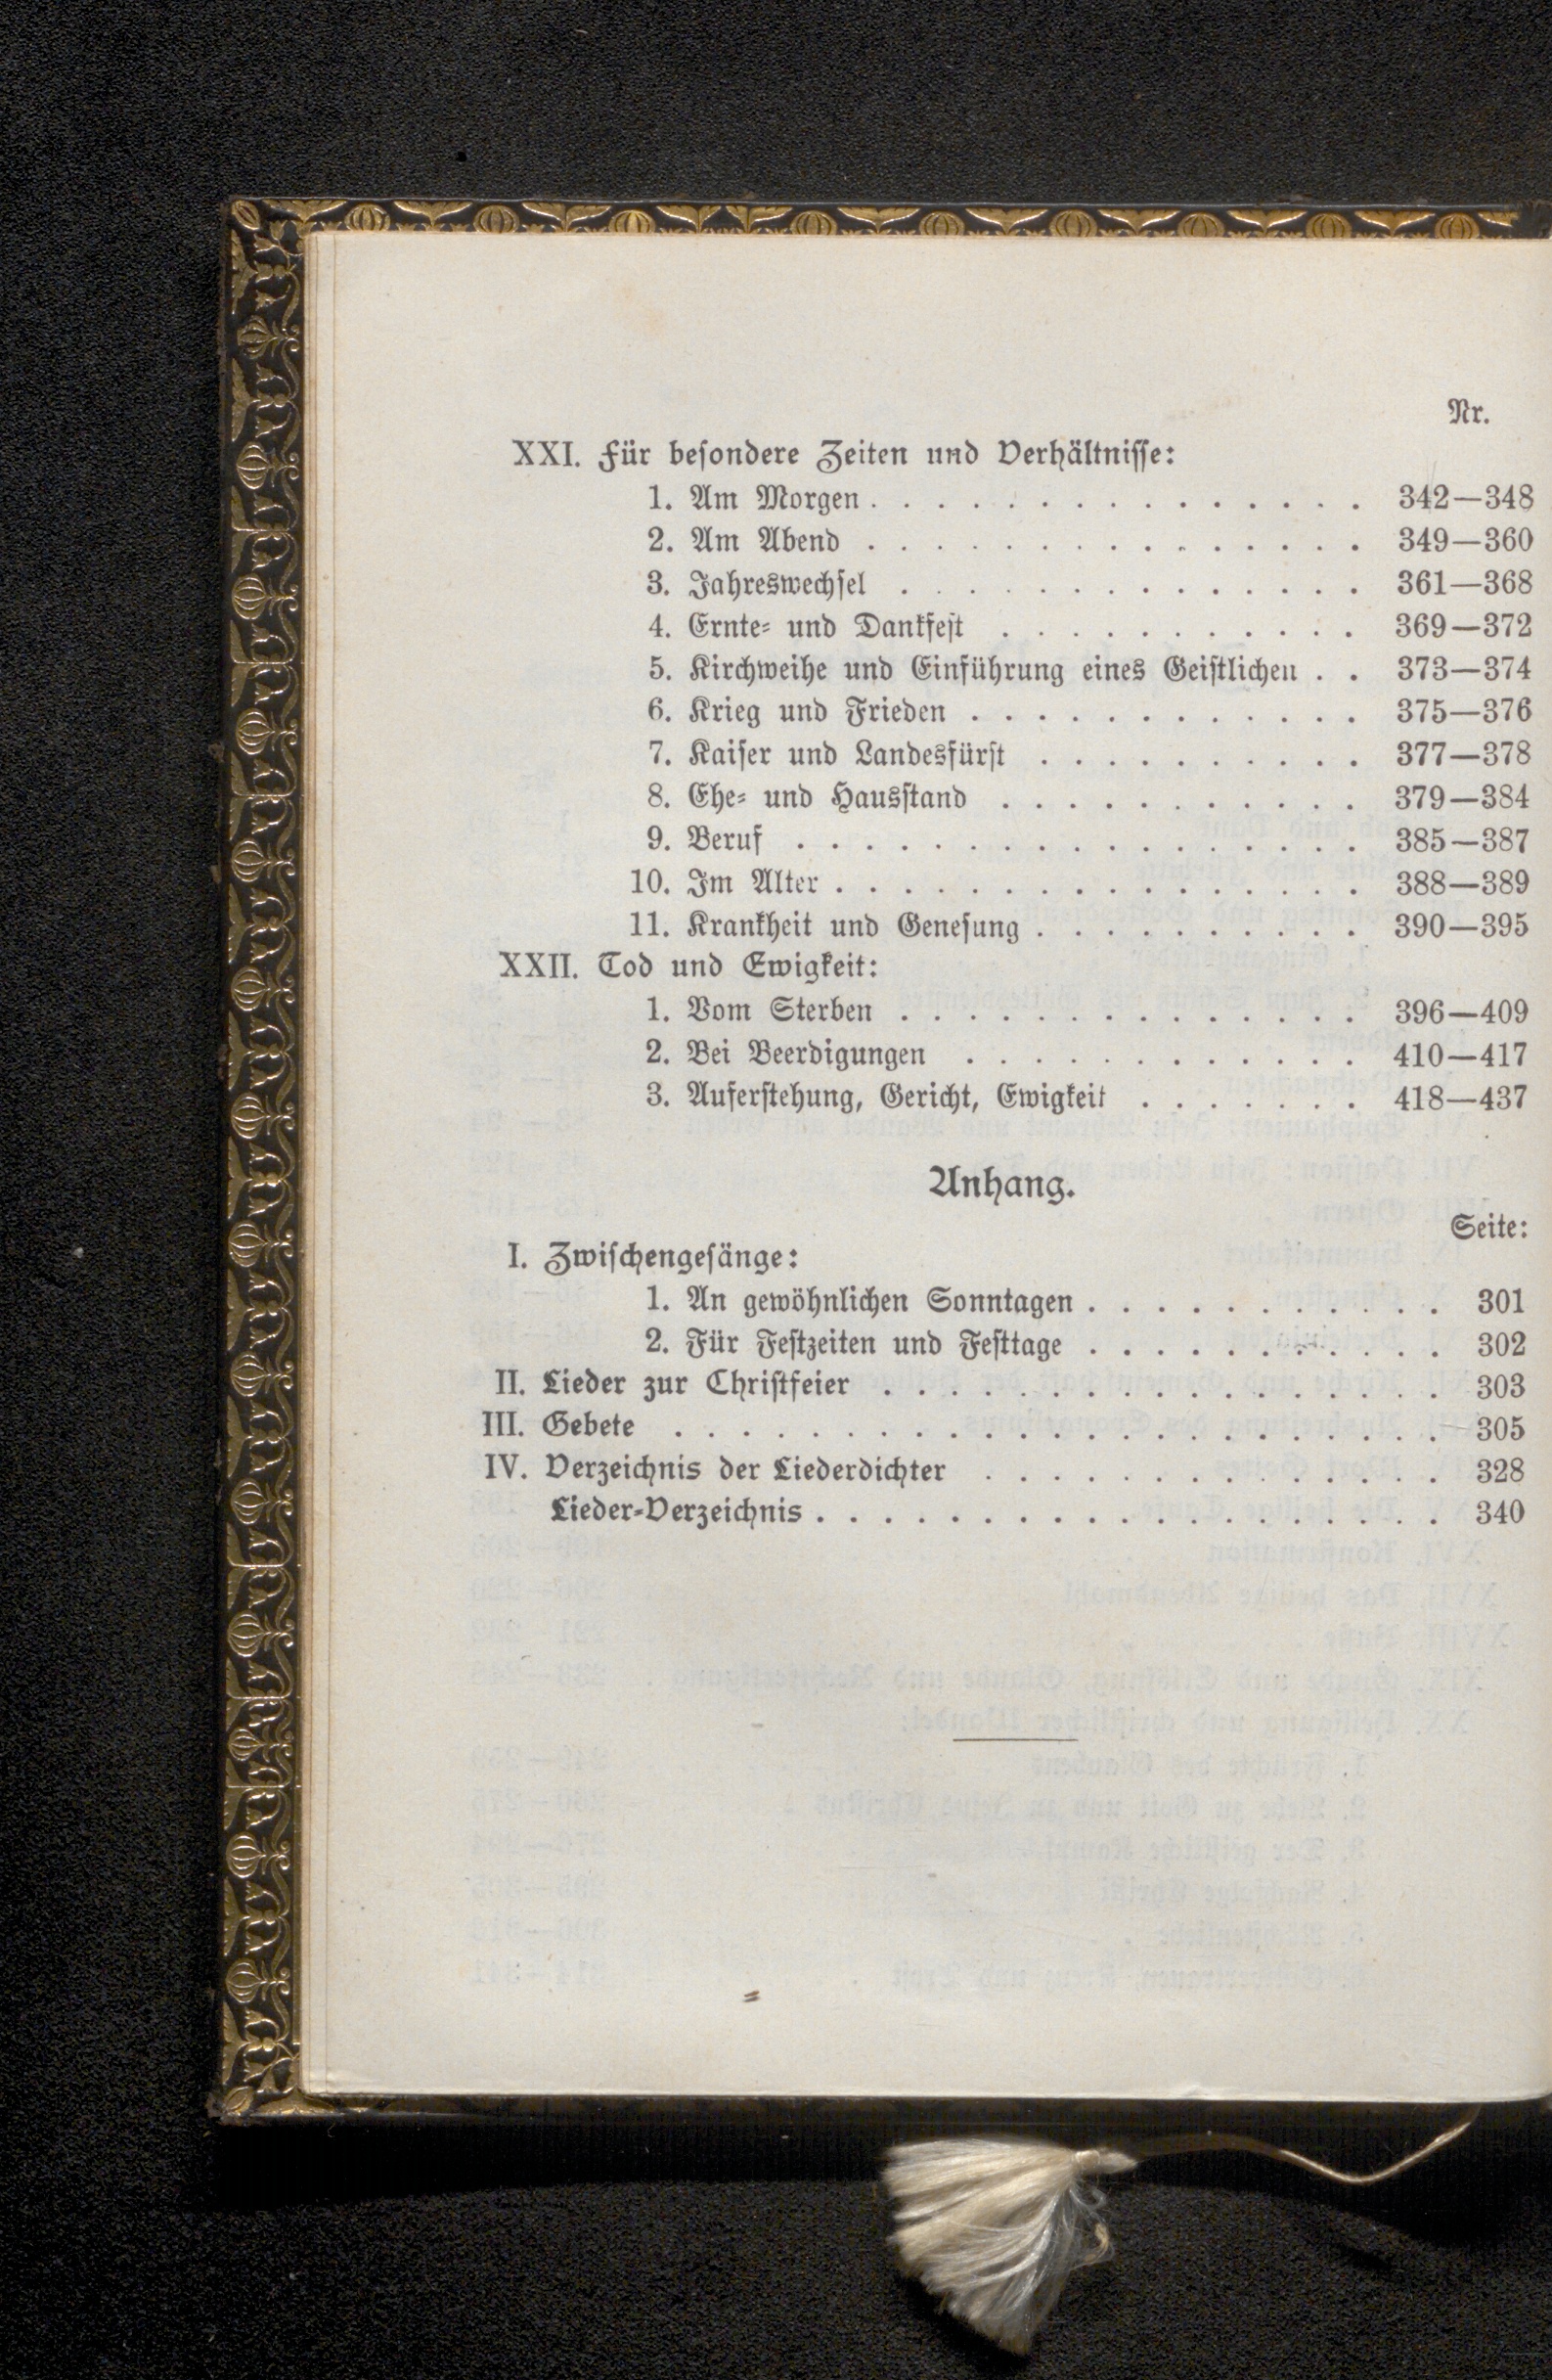 Nr.
XXI. Für beſondere Zeiten und Verhältniſſe:
1. Am Morgen . . . . . . . . . . . . . . . 342—348
2. Am Abend . . . . . . . . . . . . . . . 349—360
3. Jahreswechſel . . . . . . . . . . . . . . 361—368
4. Ernte- und Dankfeſt . . . . . . . . . . . 369—372
5. Kirchweihe und Einführung eines Geiſtlichen . . 373—374
6. Krieg und Frieden . . . . . . . . . . . . 375—376
7. Kaiſer und Landesfürſt . . . . . . . . . . 377—378
8. Ehe- und Hausſtand . . . . . . . . . . . 379—384
9. Beruf . . . . . . . . . . . . . . . . . 385—387
10. Im Alter . . . . . . . . . . . . . . . . 388—389
11. Krankheit und Geneſung . . . . . . . . . . 390—395
XXII. Tod und Ewigkeit:
1. Vom Sterben . . . . . . . . . . . . . . 396—409
2. Bei Beerdigungen . . . . . . . . . . . . 410—417
3. Auferſtehung, Gericht, Ewigkeit . . . . . . . 418—437
Anhang.
Seite:
I. Zwiſchengeſänge:
1. An gewöhnlichen Sonntagen . . . . . . . . . . . 301
2. Für Feſtzeiten und Feſttage . . . . . . . . . . . 302
II. Lieder zur Chriſtfeier . . . . . . . . . . . . . . . . . 303
III. Gebete . . . . . . . . . . . . . . . . . . . . . . . 305
IV. Verzeichnis der Liederdichter . . . . . . . . . . . . . . 328
Lieder-Verzeichnis . . . . . . . . . . . . . . . . . . . 340